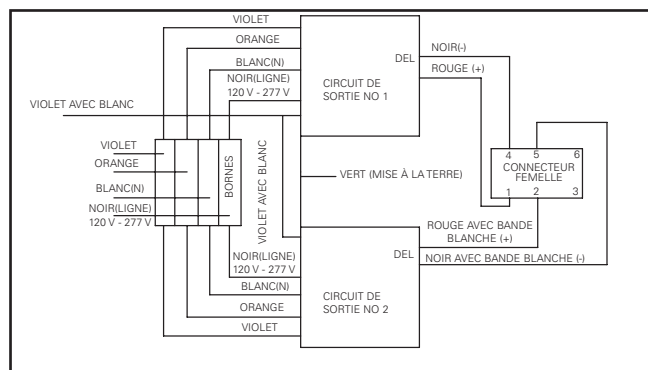 VIOLET
ORANGE
BLANC(N)
NOIR(LIGNE)
120 V - 277 V
VIOLET AVEC BLANC
CIRCUIT DE
SORTIE NO 1
DEL
NOIR(-)
ROUGE (+)
VIOLET
ORANGE
BLANC(N)
NOIR(LIGNE)
120 V - 277 V
BORNES
VIOLET AVEC BLANC
VERT (MISE À LA TERRE)
4 5 6
CONNECTEUR
FEMELLE
1 2 3
ROUGE AVEC BANDE
BLANCHE (+)
NOIR AVEC BANDE BLANCHE (-)
DEL
CIRCUIT DE
SORTIE NO 2
NOIR(LIGNE)
120 V - 277 V
BLANC(N)
ORANGE
VIOLET